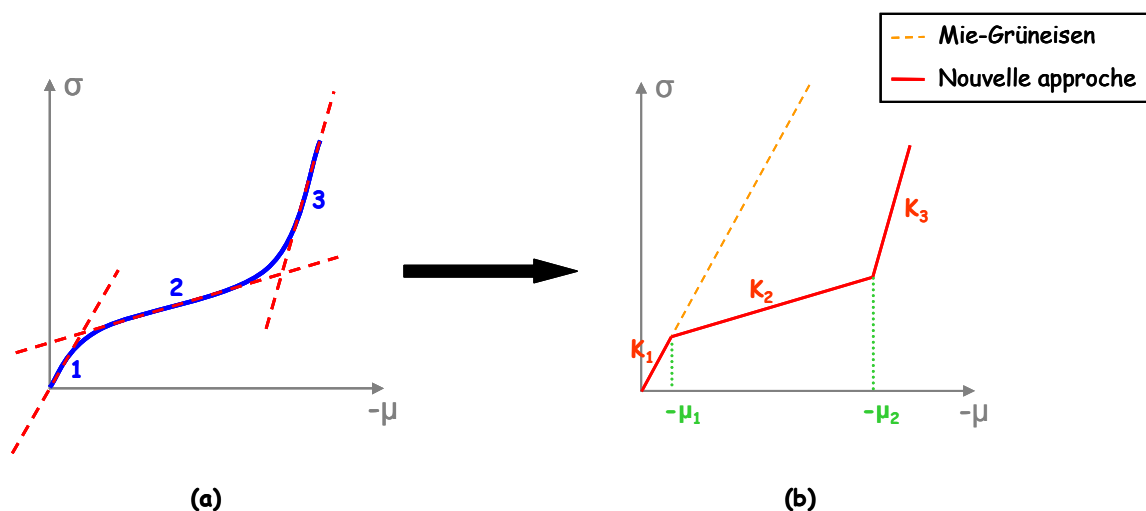 Mie-Grüneisen
Nouvelle approche
σ
3
2
1
-μ
(a)
σ
K₃
K₂
K₁
-μ₁
-μ₂
-μ
(b)